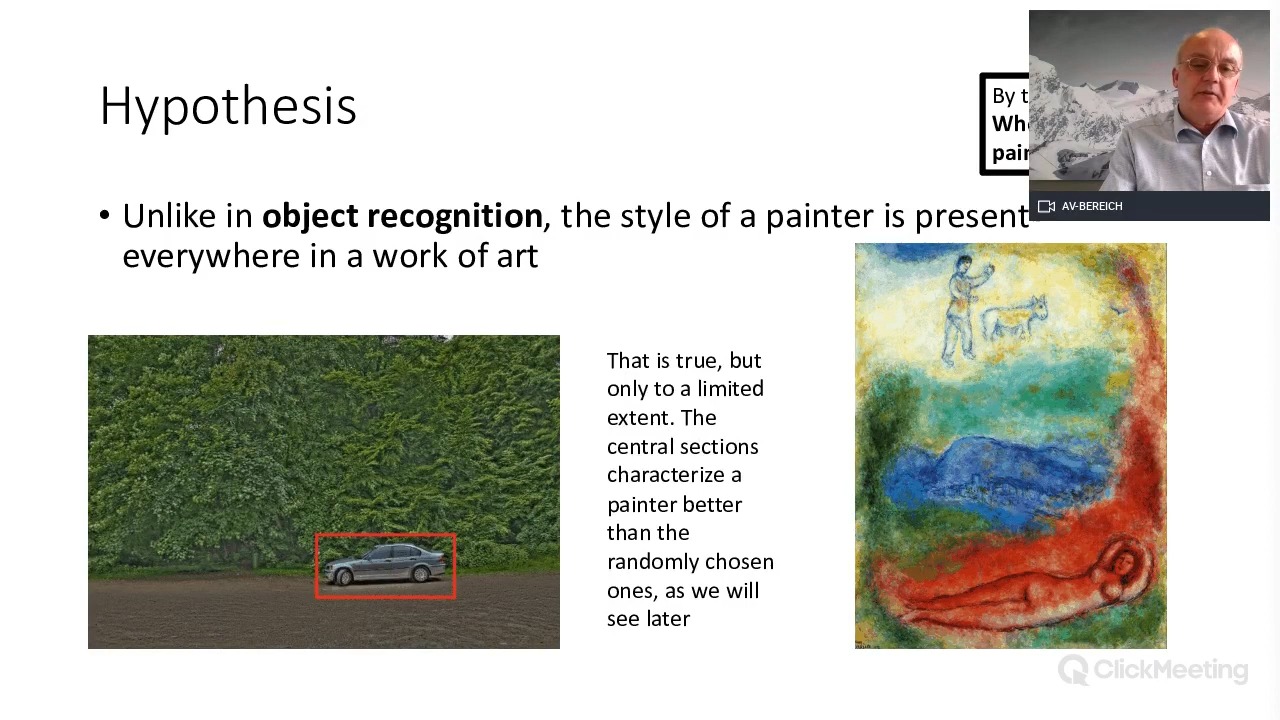 Hypothesis
By t
pain
AV-BEREICH
• Unlike in object recognition, the style of a painter is present
everywhere in a work of art
That is true, but
only to a limited
extent. The
central sections
characterize a
painter better
than the
randomly chosen
ones, as we will
see later
ClickMeeting